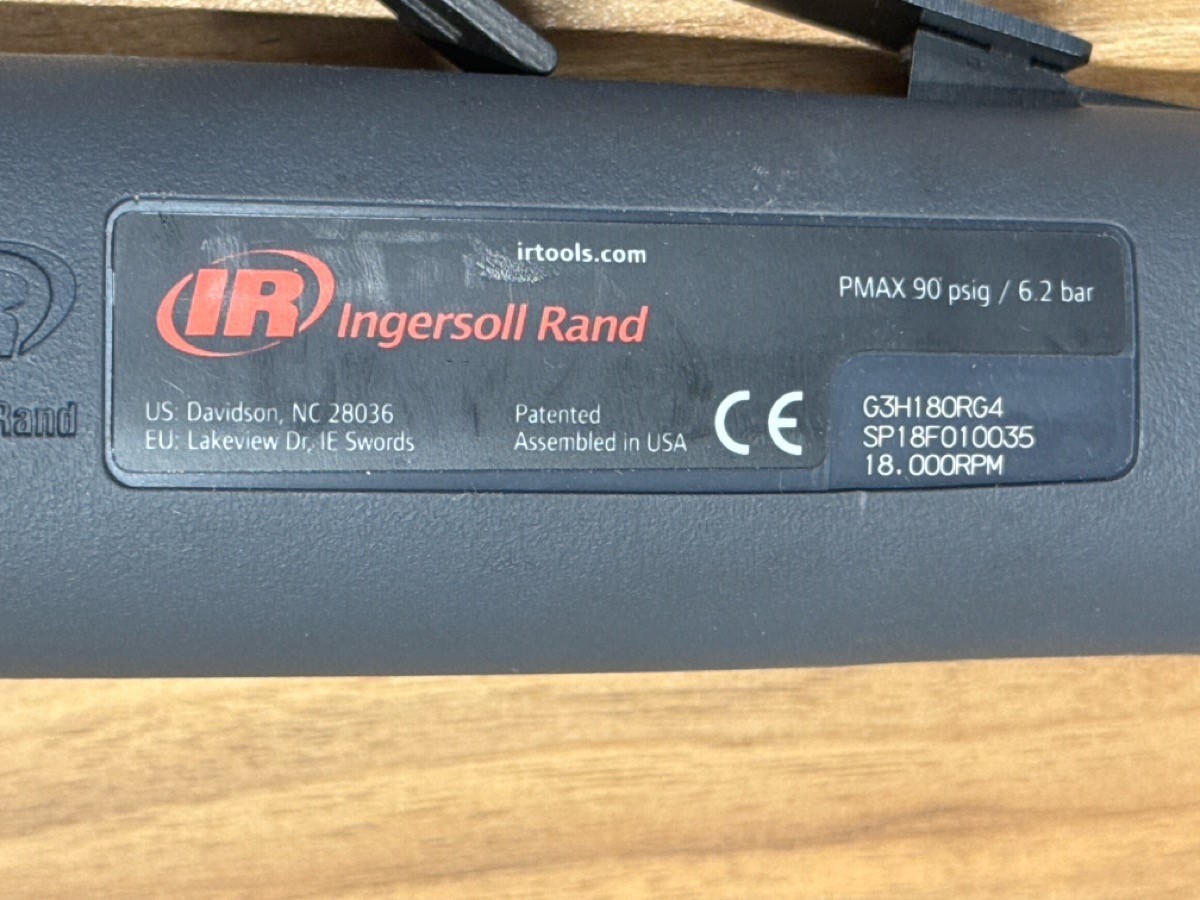 irtools.com
IR Ingersoll Rand
PMAX 90 psig / 6.2 bar
US: Davidson, NC 28036
EU: Lakeview Dr, IE Swords
Patented
Assembled in USA
CE
G3H180RG4
SP18F010035
18.000RPM
R
Rand